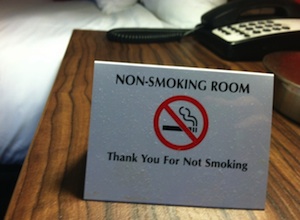 NON-SMOKING ROOM
Thank You For Not Smoking